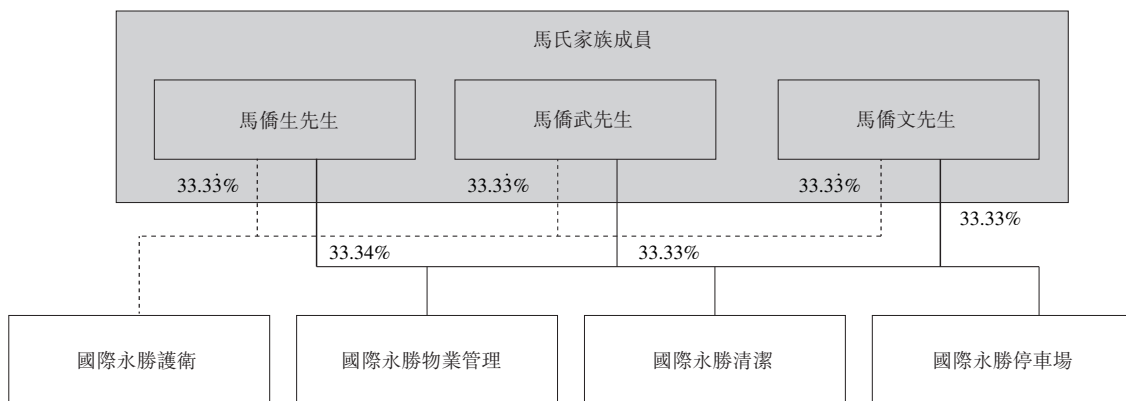 馬氏家族成員
馬僑生先生
馬僑武先生
馬僑文先生
33.33̇%
33.33̇%
33.33̇%
33.33%
33.34%
33.33%
國際永勝護衛
國際永勝物業管理
國際永勝清潔
國際永勝停車場